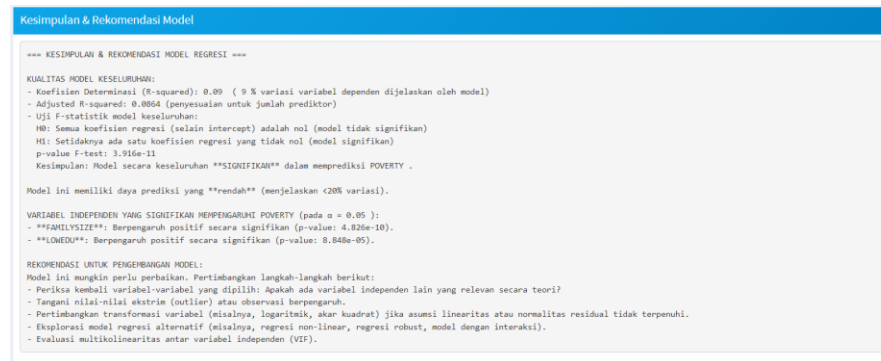 Kesimpulan & Rekomendasi Model
=== KESIMPULAN & REKOMENDASI MODEL REGRESI ===
KUALITAS MODEL KESELURUHAN:
- Koefisien Determinasi (R-squared): 0.09  ( 9 % variasi variabel dependen dijelaskan oleh model)
- Adjusted R-squared: 0.0864 (penyesuaian untuk jumlah prediktor)
- Uji F-statistik model keseluruhan:
H0: Semua koefisien regresi (selain intercept) adalah nol (model tidak signifikan)
H1: Setidaknya ada satu koefisien regresi yang tidak nol (model signifikan)
p-value F-test: 3.916e-11
Kesimpulan: Model secara keseluruhan **SIGNIFIKAN** dalam memprediksi POVERTY .
Model ini memiliki daya prediksi yang **rendah** (menjelaskan <20% variasi).
VARIABEL INDEPENDEN YANG SIGNIFIKAN MEMPENGARUHI POVERTY (pada α = 0.05 ):
- **FAMILYSIZE**: Berpengaruh positif secara signifikan (p-value: 4.826e-10).
- **LOWEDU**: Berpengaruh positif secara signifikan (p-value: 8.848e-05).
REKOMENDASI UNTUK PENGEMBANGAN MODEL:
Model ini mungkin perlu perbaikan. Pertimbangkan langkah-langkah berikut:
- Periksa kembali variabel-variabel yang dipilih: Apakah ada variabel independen lain yang relevan secara teori?
- Tangani nilai-nilai ekstrim (outlier) atau observasi berpengaruh.
- Pertimbangkan transformasi variabel (misalnya, logaritmik, akar kuadrat) jika asumsi linearitas atau normalitas residual tidak terpenuhi.
- Eksplorasi model regresi alternatif (misalnya, regresi non-linear, regresi robust, model dengan interaksi).
- Evaluasi multikolinearitas antar variabel independen (VIF).